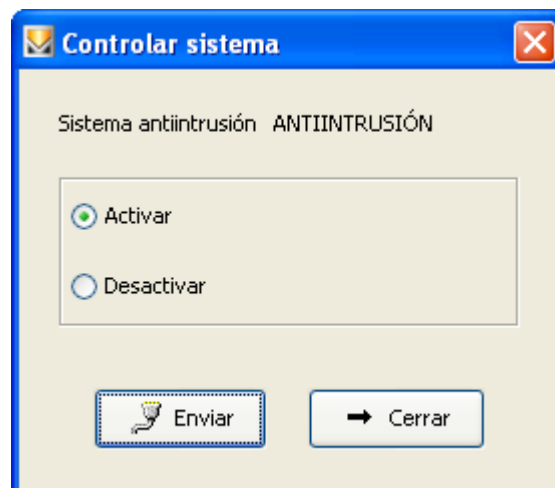 Controlar sistema
Sistema antiintrusión ANTIINTRUSIÓN
Activar
Desactivar
Enviar
Cerrar